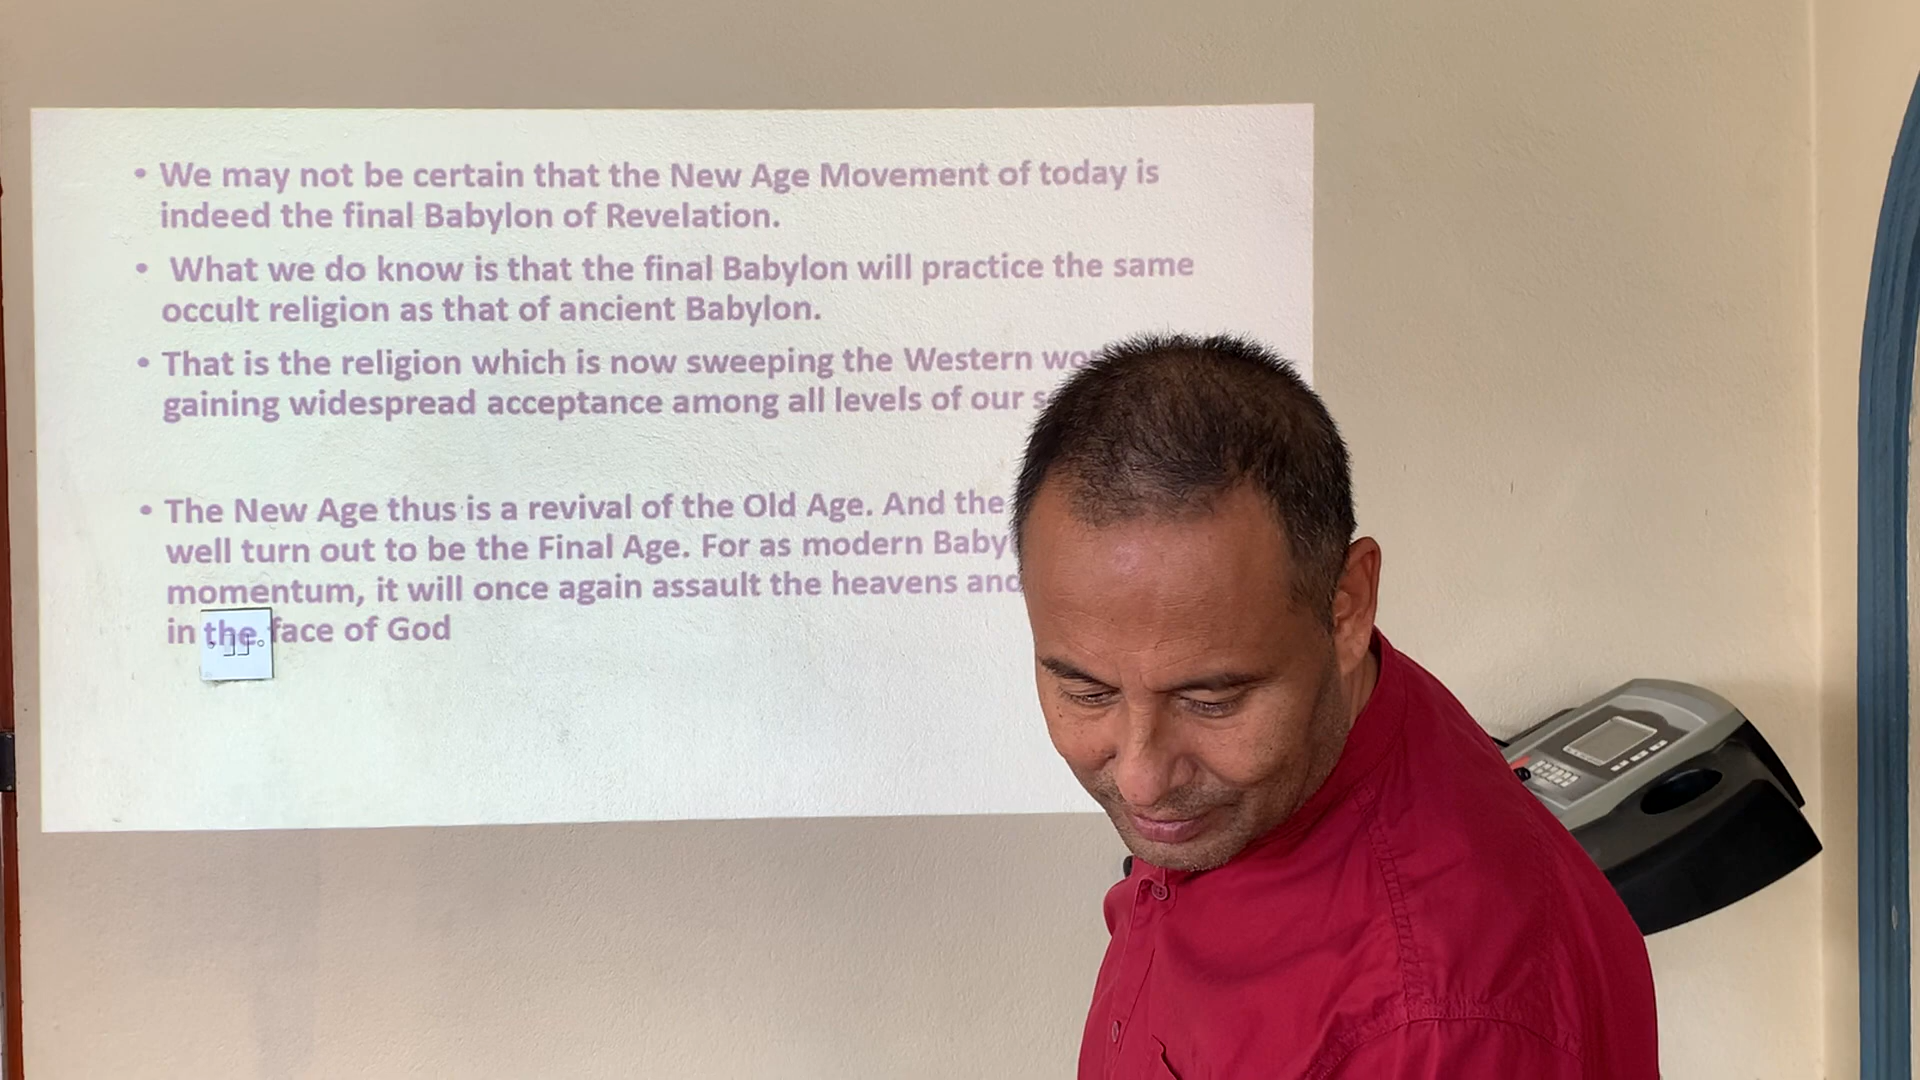 • We may not be certain that the New Age Movement of today is
indeed the final Babylon of Revelation.
• What we do know is that the final Babylon will practice the same
occult religion as that of ancient Babylon.
• That is the religion which is now sweeping the Western
gaining widespread acceptance among all levels of our
• The New Age thus is a revival of the Old Age. And the
well turn out to be the Final Age. For as modern
momentum, it will once again assault the heavens and
in the face of God